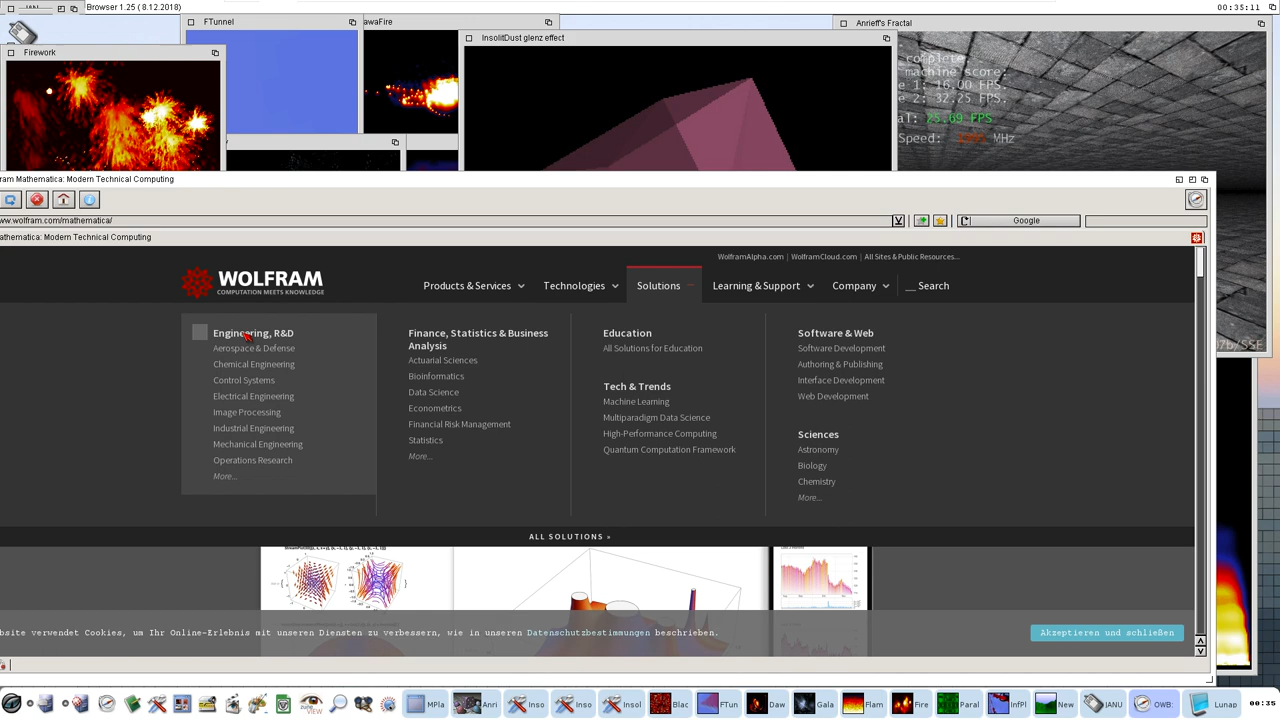 Browser 1.25 ( 8.12.2018)
00:35:11
FTunnel
awaFire
Anrieff's Fractal
InsolitDust glenz effect
Firework
complete.
machine score:
e 1: 16.00 FPS.
e 2: 32.25 FPS.
al: 25.69 FPS
Speed: MHz
ram Mathematica: Modern Technical Computing
ww.wolfram.com/mathematica/
Google
athematica: Modern Technical Computing
WolframAlpha.com | WolframCloud.com | All Sites & Public Resources...
WOLFRAM
COMPUTATION MEETS KNOWLEDGE
Products & Services
Technologies
Solutions
Learning & Support
Company
Search
Engineering, R&D
Aerospace & Defense
Chemical Engineering
Control Systems
Electrical Engineering
Image Processing
Industrial Engineering
Mechanical Engineering
Operations Research
More...
Finance, Statistics & Business
Analysis
Actuarial Sciences
Bioinformatics
Data Science
Econometrics
Financial Risk Management
Statistics
More...
Education
All Solutions for Education
Tech & Trends
Machine Learning
Multiparadigm Data Science
High-Performance Computing
Quantum Computation Framework
Software & Web
Software Development
Authoring & Publishing
Interface Development
Web Development
Sciences
Astronomy
Biology
Chemistry
More...
7b/SSE
ALL SOLUTIONS »
bsite verwendet Cookies, um Ihr Online-Erlebnis mit unseren Diensten zu verbessern, wie in unseren Datenschutzbestimmungen beschrieben.
Akzeptieren und schließen
MPla
Anri
Inso
Inso
Insol
Blac
FTun
Daw
Gala
Flam
Fire
Paral
InfPl
New
IANU
OWB:
Lunap
00:35